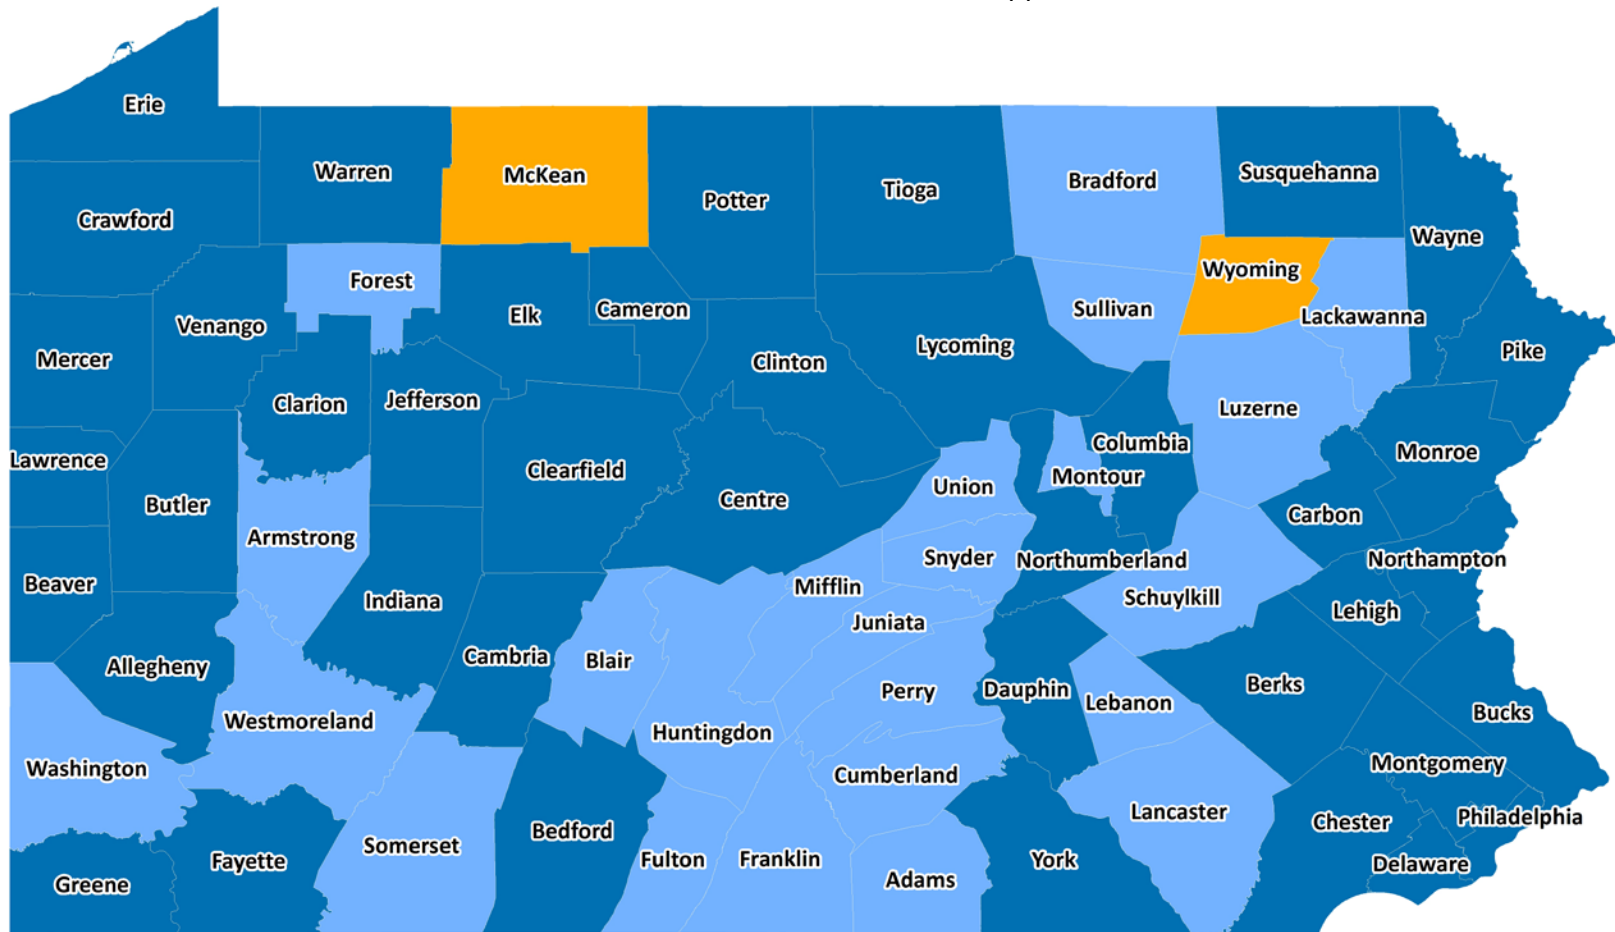 Erie
Warren
McKean
Potter
Tioga
Bradford
Susquehanna
Crawford
Wayne
Forest
Wyoming
Venango
Elk
Cameron
Sullivan
Lackawanna
Mercer
Clinton
Lycoming
Pike
Clarion
Jefferson
Luzerne
Lawrence
Clearfield
Columbia
Monroe
Butler
Centre
Union
Montour
Carbon
Armstrong
Snyder
Northumberland
Northampton
Beaver
Indiana
Mifflin
Schuylkill
Lehigh
Juniata
Allegheny
Cambria
Blair
Perry
Dauphin
Lebanon
Berks
Westmoreland
Huntingdon
Bucks
Washington
Cumberland
Montgomery
Lancaster
Philadelphia
Somerset
Bedford
Chester
Greene
Fayette
Fulton
Franklin
Adams
York
Delaware